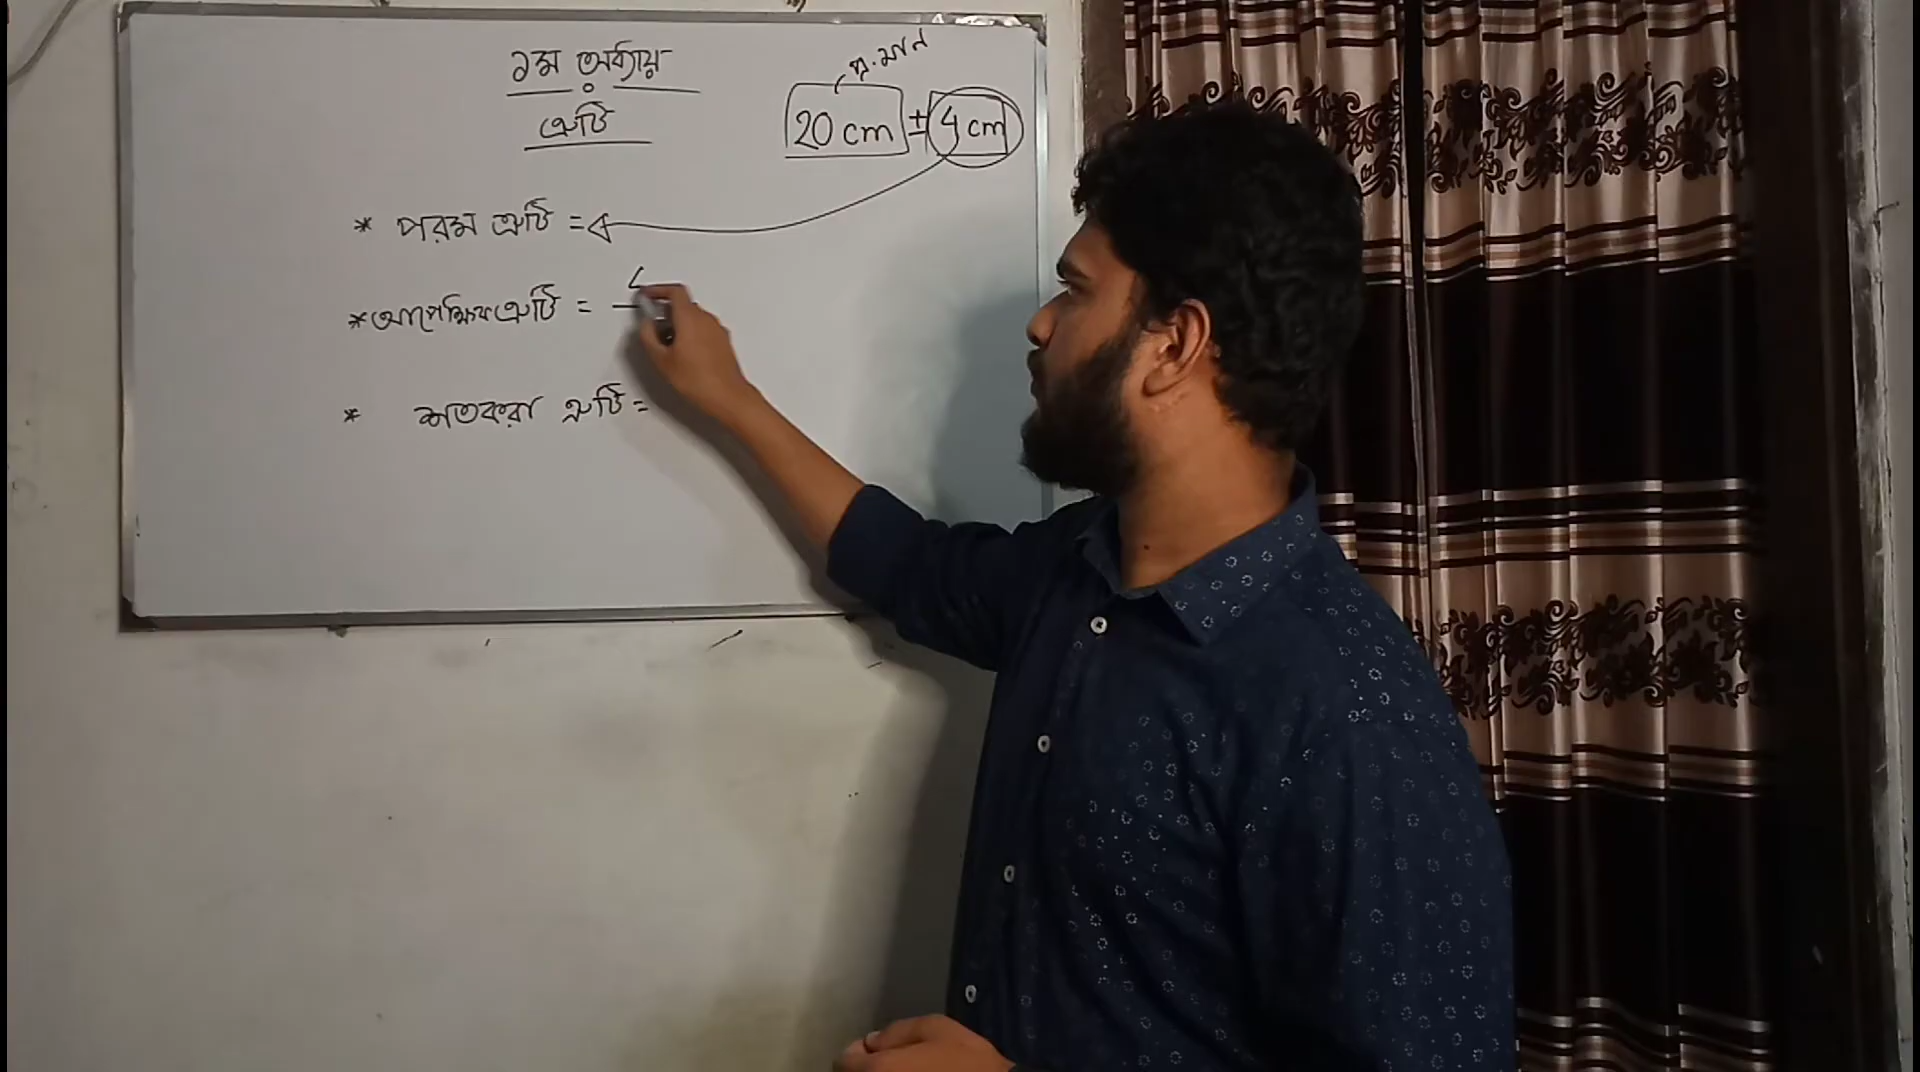 ১ম অধ্যায়
ত্রুটি
প্র. মান
20 cm ± 4 cm
* পরম ত্রুটি =
* আপেক্ষিক ত্রুটি = 4
* শতকরা ত্রুটি =